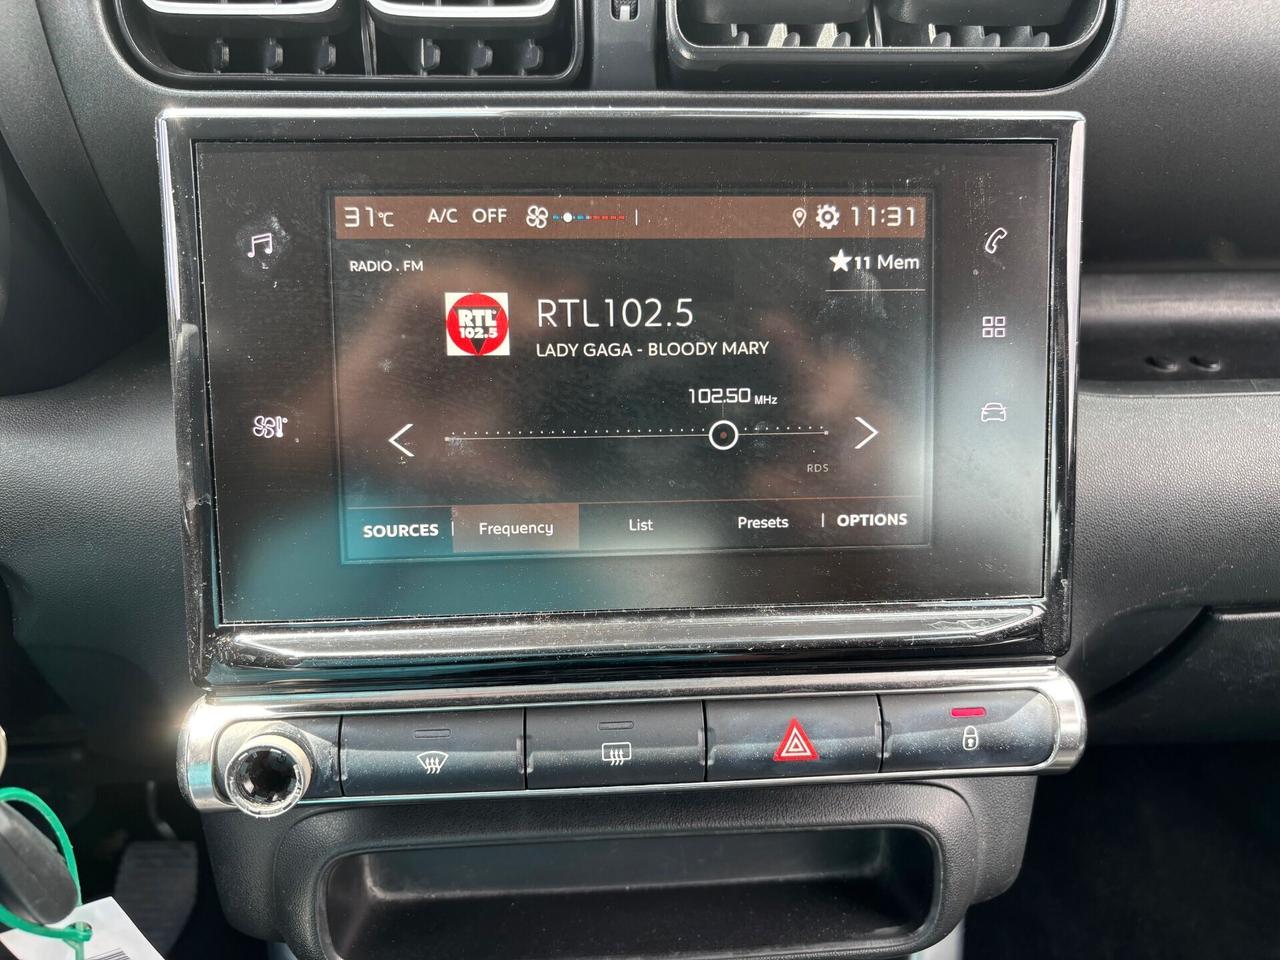 31°C A/C OFF 11:31
RADIO . FM
★11 Mem
RTL
102.5
RTL102.5
LADY GAGA - BLOODY MARY
102.50 MHz
RDS
SOURCES Frequency List Presets OPTIONS